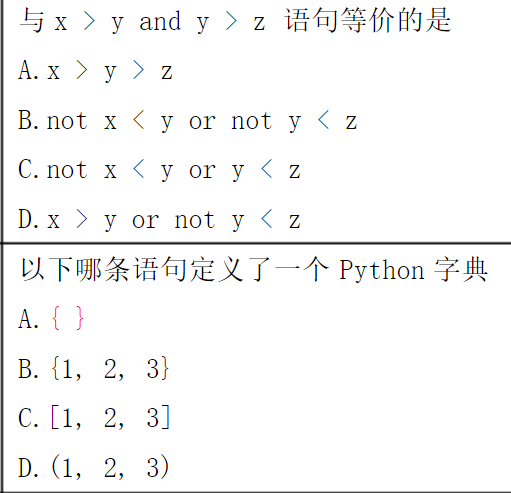 与 x > y and y > z 语句等价的是
A.x > y > z
B.not x < y or not y < z
C.not x < y or y < z
D.x > y or not y < z
以下哪条语句定义了一个 Python 字典
A.{ }
B.{1, 2, 3}
C.[1, 2, 3]
D.(1, 2, 3)